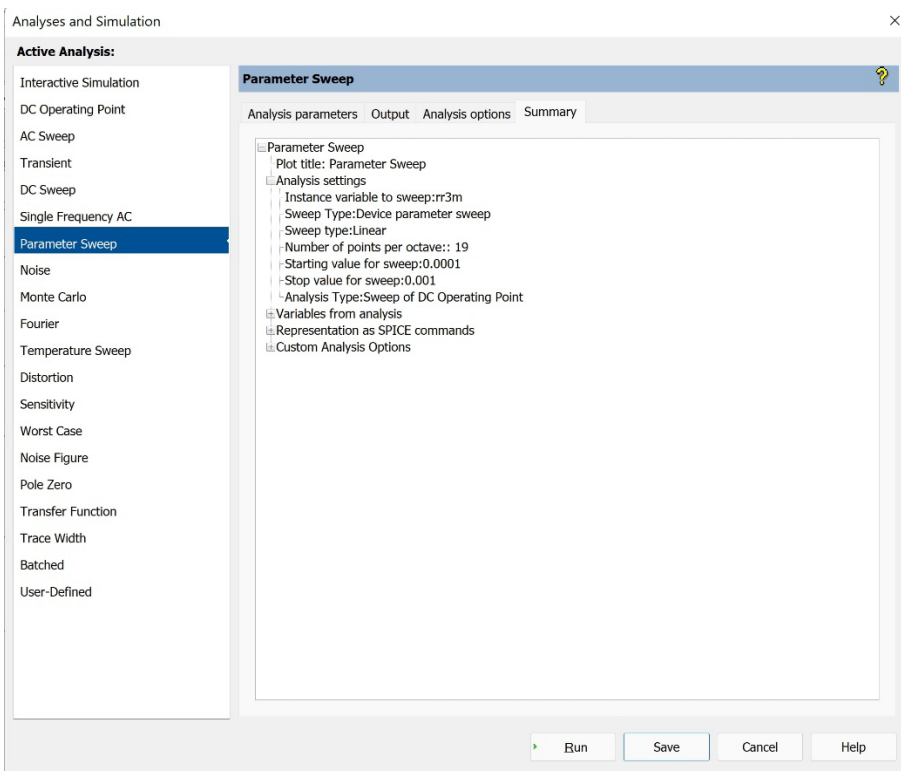 Analyses and Simulation
Active Analysis:
Interactive Simulation
DC Operating Point
AC Sweep
Transient
DC Sweep
Single Frequency AC
Parameter Sweep
Noise
Monte Carlo
Fourier
Temperature Sweep
Distortion
Sensitivity
Worst Case
Noise Figure
Pole Zero
Transfer Function
Trace Width
Batched
User-Defined
Parameter Sweep
?
Analysis parameters Output Analysis options Summary
Parameter Sweep
Plot title: Parameter Sweep
Analysis settings
Instance variable to sweep:rr3m
Sweep Type:Device parameter sweep
Sweep type:Linear
Number of points per octave:: 19
Starting value for sweep:0.0001
Stop value for sweep:0.001
Analysis Type:Sweep of DC Operating Point
Variables from analysis
Representation as SPICE commands
Custom Analysis Options
Run Save Cancel Help